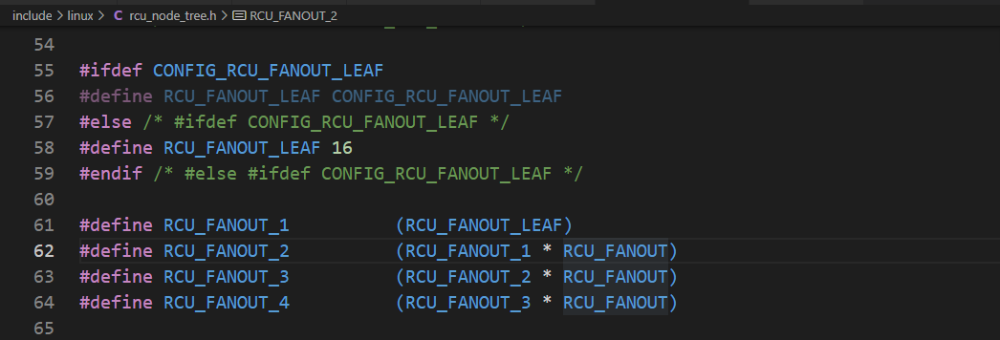 include > linux > C rcu_node_tree.h > RCU_FANOUT_2
54
55 #ifdef CONFIG_RCU_FANOUT_LEAF
56 #define RCU_FANOUT_LEAF CONFIG_RCU_FANOUT_LEAF
57 #else /* #ifdef CONFIG_RCU_FANOUT_LEAF */
58 #define RCU_FANOUT_LEAF 16
59 #endif /* #else #ifdef CONFIG_RCU_FANOUT_LEAF */
60
61 #define RCU_FANOUT_1 (RCU_FANOUT_LEAF)
62 #define RCU_FANOUT_2 (RCU_FANOUT_1 * RCU_FANOUT)
63 #define RCU_FANOUT_3 (RCU_FANOUT_2 * RCU_FANOUT)
64 #define RCU_FANOUT_4 (RCU_FANOUT_3 * RCU_FANOUT)
65